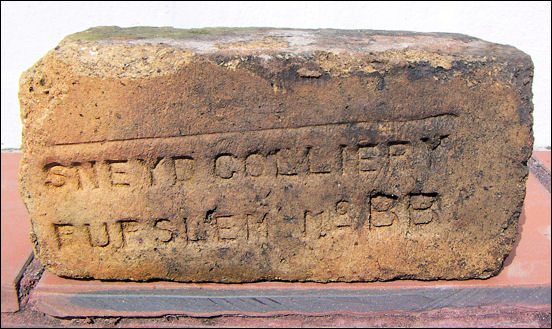 SNEYD COLLIERY
BURSLEM Nº BB